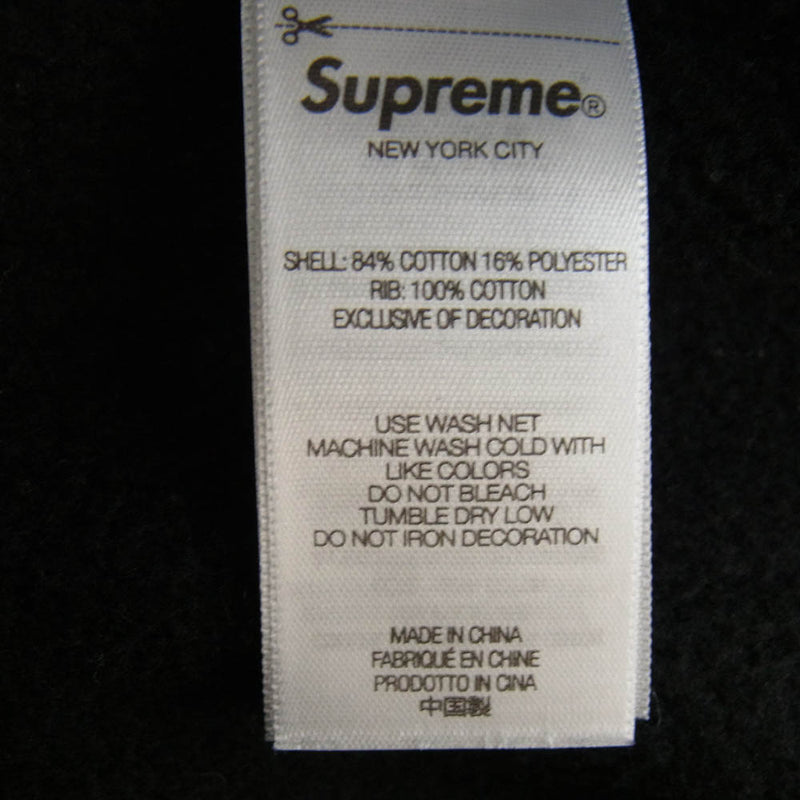 Supreme®
NEW YORK CITY
SHELL: 84% COTTON 16% POLYESTER
RIB: 100% COTTON
EXCLUSIVE OF DECORATION
USE WASH NET
MACHINE WASH COLD WITH
LIKE COLORS
DO NOT BLEACH
TUMBLE DRY LOW
DO NOT IRON DECORATION
MADE IN CHINA
FABRIQUÉ EN CHINE
PRODOTTO IN CINA
中国製